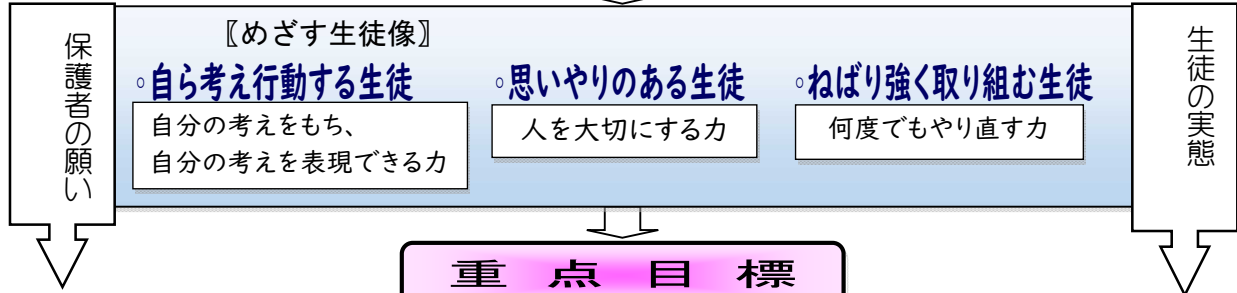 保護者の願い
〖めざす生徒像〗
◦自ら考え行動する生徒
自分の考えをもち、
自分の考えを表現できる力
◦思いやりのある生徒
人を大切にする力
◦ねばり強く取り組む生徒
何度でもやり直す力
生徒の実態
重点目標